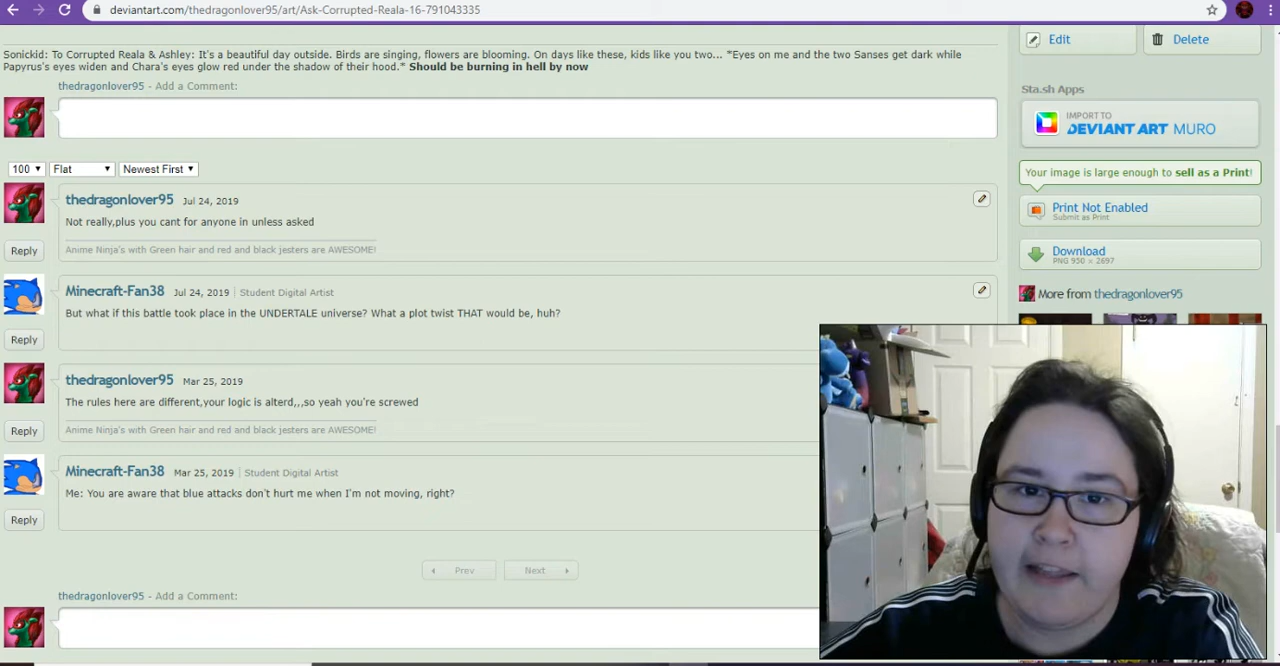 deviantart.com/thedragonlover95/art/Ask-Corrupted-Reala-16-791043335
Sonickid: To Corrupted Reala & Ashley: It's a beautiful day outside. Birds are singing, flowers are blooming. On days like these, kids like you two... *Eyes on me and the two Sanses get dark while
Papyrus's eyes widen and Chara's eyes glow red under the shadow of their hood.* Should be burning in hell by now
thedragonlover95 - Add a Comment:
100 Flat Newest First
thedragonlover95 Jul 24, 2019
Not really,plus you cant for anyone in unless asked
Anime Ninja's with Green hair and red and black jesters are AWESOME!
Reply
Minecraft-Fan38 Jul 24, 2019 | Student Digital Artist
But what if this battle took place in the UNDERTALE universe? What a plot twist THAT would be, huh?
Reply
thedragonlover95 Mar 25, 2019
The rules here are different,your logic is alterd,,,so yeah you're screwed
Anime Ninja's with Green hair and red and black jesters are AWESOME!
Reply
Minecraft-Fan38 Mar 25, 2019 | Student Digital Artist
Me: You are aware that blue attacks don't hurt me when I'm not moving, right?
Reply
Prev Next
thedragonlover95 - Add a Comment:
Edit Delete
Sta.sh Apps
IMPORT TO
DEVIANT ART MURO
Your image is large enough to sell as a Print!
Print Not Enabled
Submit as Print
Download
PNG 950 × 2697
More from thedragonlover95